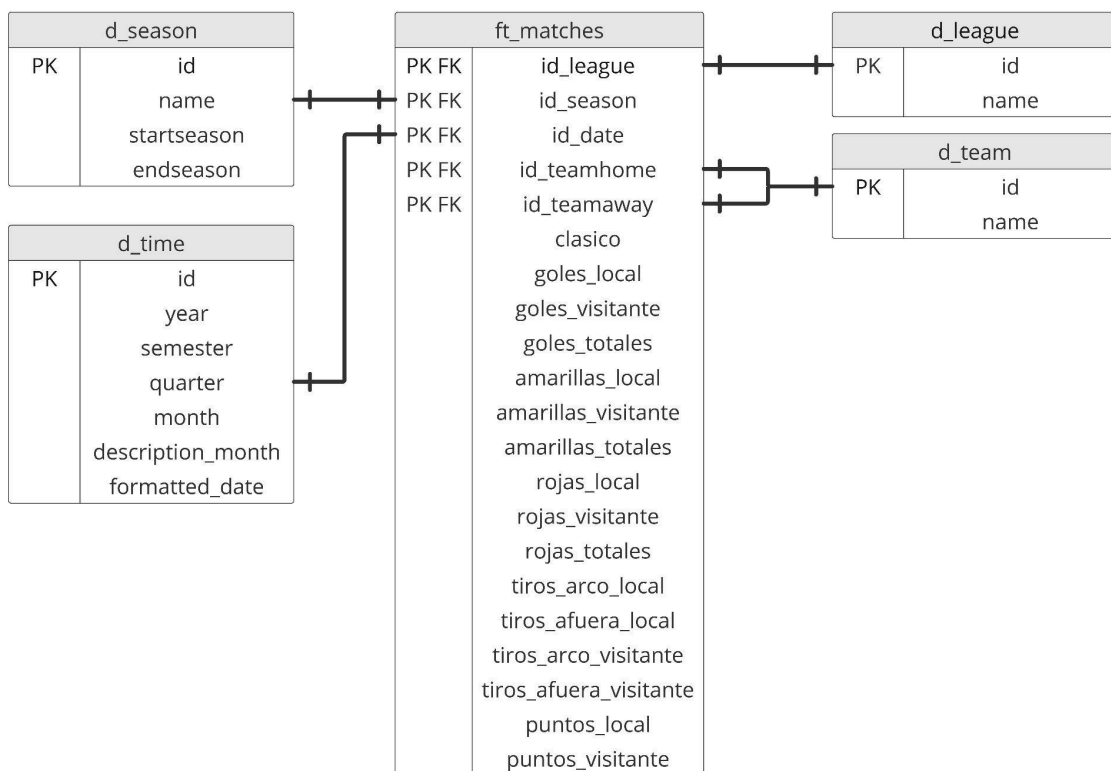 d_season
PK id
name
startseason
endseason
d_time
PK id
year
semester
quarter
month
description_month
formatted_date
ft_matches
PK FK id_league
PK FK id_season
PK FK id_date
PK FK id_teamhome
PK FK id_teamaway
clasico
goles_local
goles_visitante
goles_totales
amarillas_local
amarillas_visitante
amarillas_totales
rojas_local
rojas_visitante
rojas_totales
tiros_arco_local
tiros_afuera_local
tiros_arco_visitante
tiros_afuera_visitante
puntos_local
puntos_visitante
d_league
PK id
name
d_team
PK id
name